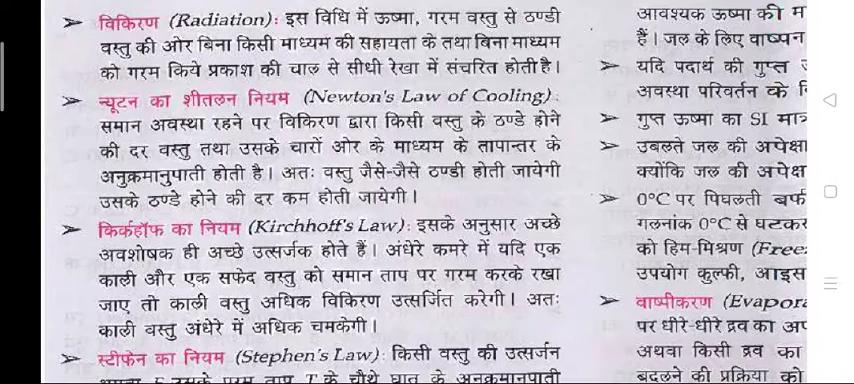 ➤ विकिरण (Radiation): इस विधि में ऊष्मा, गरम वस्तु से ठण्डी
वस्तु की ओर बिना किसी माध्यम की सहायता के तथा बिना माध्यम
को गरम किये प्रकाश की चाल से सीधी रेखा में संचरित होती है।
➤ न्यूटन का शीतलन नियम (Newton's Law of Cooling):
समान अवस्था रहने पर विकिरण द्वारा किसी वस्तु के ठण्डे होने
की दर वस्तु तथा उसके चारों ओर के माध्यम के तापान्तर के
अनुक्रमानुपाती होती है। अतः वस्तु जैसे-जैसे ठण्डी होती जायेगी
उसके ठण्डे होने की दर कम होती जायेगी।
➤ किर्कहॉफ का नियम (Kirchhoff's Law): इसके अनुसार अच्छे
अवशोषक ही अच्छे उत्सर्जक होते हैं। अंधेरे कमरे में यदि एक
काली और एक सफेद वस्तु को समान ताप पर गरम करके रखा
जाए तो काली वस्तु अधिक विकिरण उत्सर्जित करेगी। अतः
काली वस्तु अंधेरे में अधिक चमकेगी।
➤ स्टीफेन का नियम (Stephen's Law): किसी वस्तु की उत्सर्जन
E उसके परम ताप T के चौथे घात के अनुक्रमानुपाती
आवश्यक ऊष्मा की
हैं। जल के लिए वाष्पन
➤ यदि पदार्थ की गुप्त
अवस्था परिवर्तन के
➤ गुप्त ऊष्मा का SI
➤ उबलते जल की अपेक्षा
क्योंकि जल की अपेक्ष
➤ 0°C पर पिघलती बर्फ
गलनांक 0°C से घटकर
को हिम-मिश्रण (Free
उपयोग कुल्फी, आइस
➤ वाष्पीकरण (Evapora
पर धीरे-धीरे द्रव का
अथवा किसी द्रव का
बदलने की प्रक्रिया को